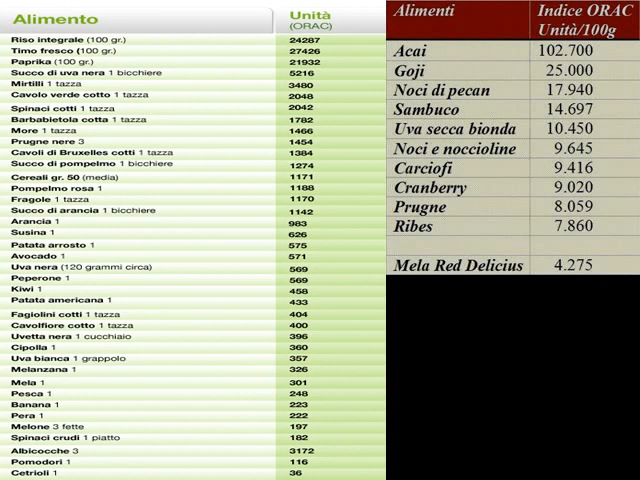 Alimento Unità
(ORAC)
Riso integrale (100 gr.) 24287
Timo fresco (100 gr.) 27426
Paprika (100 gr.) 21932
Succo di uva nera 1 bicchiere 5216
Mirtilli 1 tazza 3480
Cavolo verde cotto 1 tazza 2048
Spinaci cotti 1 tazza 2042
Barbabietola cotta 1 tazza 1782
More 1 tazza 1466
Prugne nere 3 1454
Cavoli di Bruxelles cotti 1 tazza 1384
Succo di pompelmo 1 bicchiere 1274
Cereali gr. 50 (media) 1171
Pompelmo rosa 1 1188
Fragole 1 tazza 1170
Succo di arancia 1 bicchiere 1142
Arancia 1 983
Susina 1 626
Patata arrosto 1 575
Avocado 1 571
Uva nera (120 grammi circa) 569
Peperone 1 569
Kiwi 1 458
Patata americana 1 433
Fagiolini cotti 1 tazza 404
Cavolfiore cotto 1 tazza 400
Uvetta nera 1 cucchiaio 396
Cipolla 1 360
Uva bianca 1 grappolo 357
Melanzana 1 326
Mela 1 301
Pesca 1 248
Banana 1 223
Pera 1 222
Melone 3 fette 197
Spinaci crudi 1 piatto 182
Albicocche 3 3172
Pomodori 1 116
Cetrioli 1 36
Alimenti Indice ORAC
Unità/100g
Acai 102.700
Goji 25.000
Noci di pecan 17.940
Sambuco 14.697
Uva secca bionda 10.450
Noci e noccioline 9.645
Carciofi 9.416
Cranberry 9.020
Prugne 8.059
Ribes 7.860
Mela Red Delicius 4.275